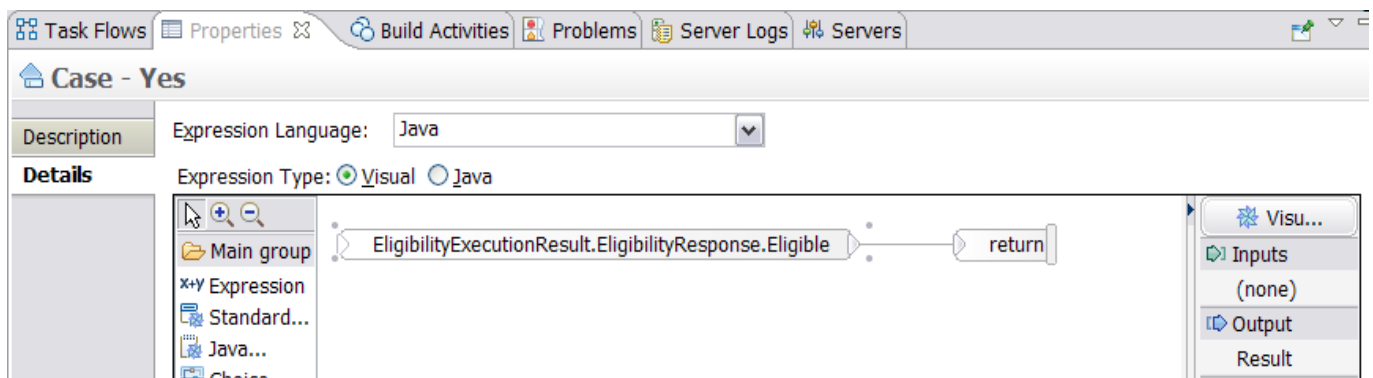 Task Flows Properties Build Activities Problems Server Logs Servers
Case - Yes
Description
Details
Expression Language: Java
Expression Type: Visual Java
Main group
x+y Expression
Standard...
Java...
Choice
EligibilityExecutionResult.EligibilityResponse.Eligible return
Visu...
Inputs
(none)
Output
Result